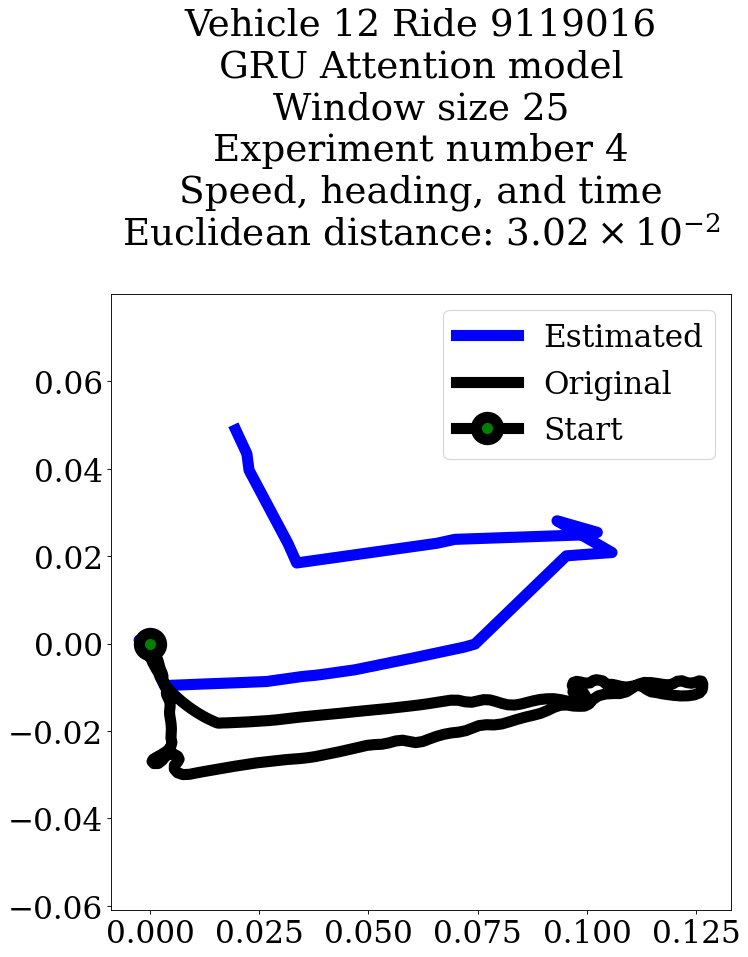 Vehicle 12 Ride 9119016
GRU Attention model
Window size 25
Experiment number 4
Speed, heading, and time
Euclidean distance: 3.02 × 10⁻²
Estimated
Original
Start
0.06
0.04
0.02
0.00
−0.02
−0.04
−0.06
0.000 0.025 0.050 0.075 0.100 0.125